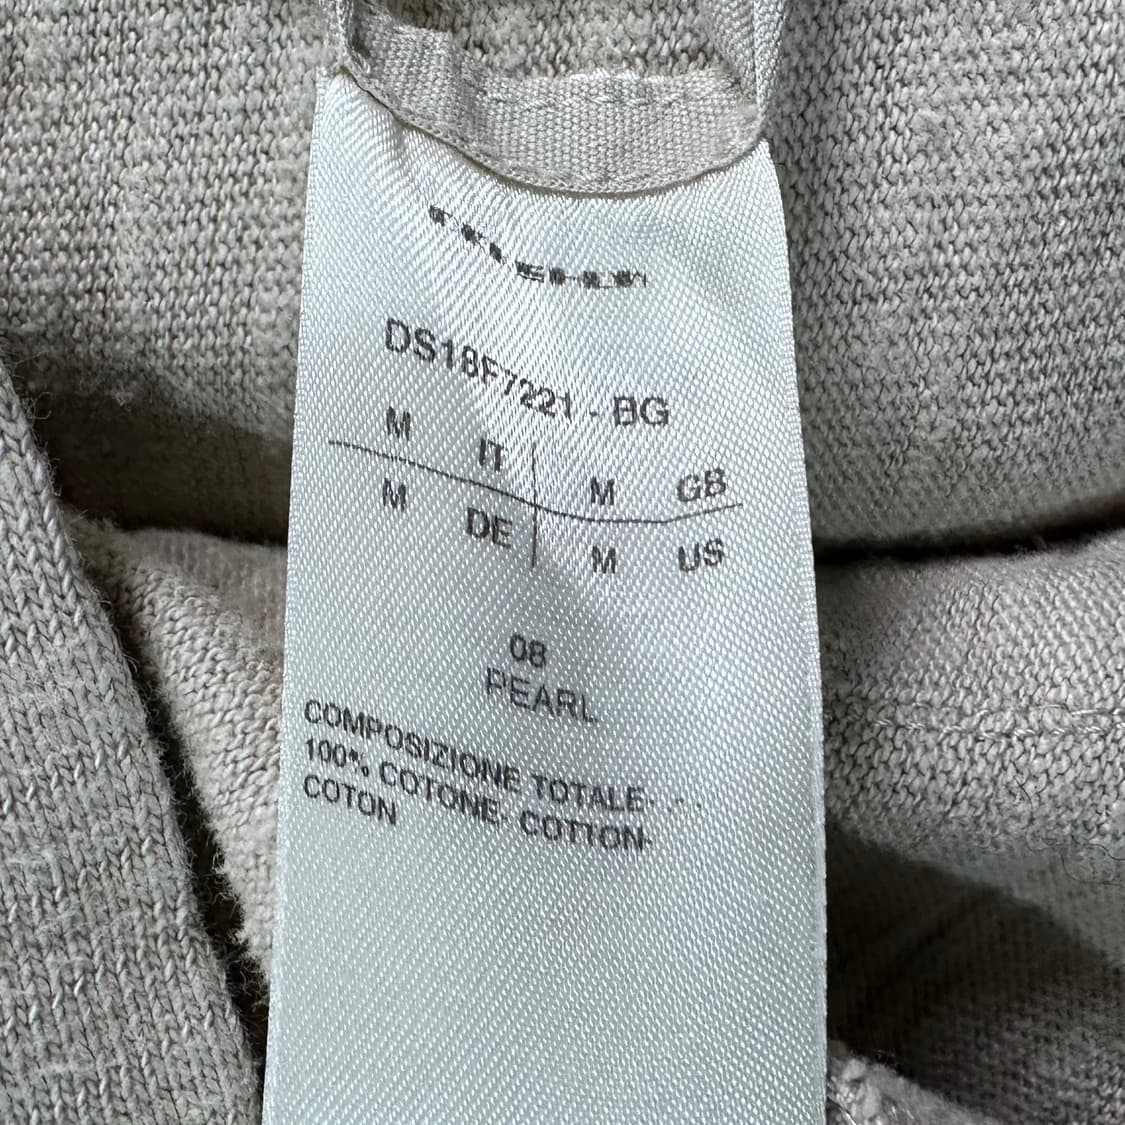 DS18F7221 - BG
M IT M GB
M DE M US
08
PEARL
COMPOSIZIONE TOTALE- - -
100% COTONE- COTTON-
COTON